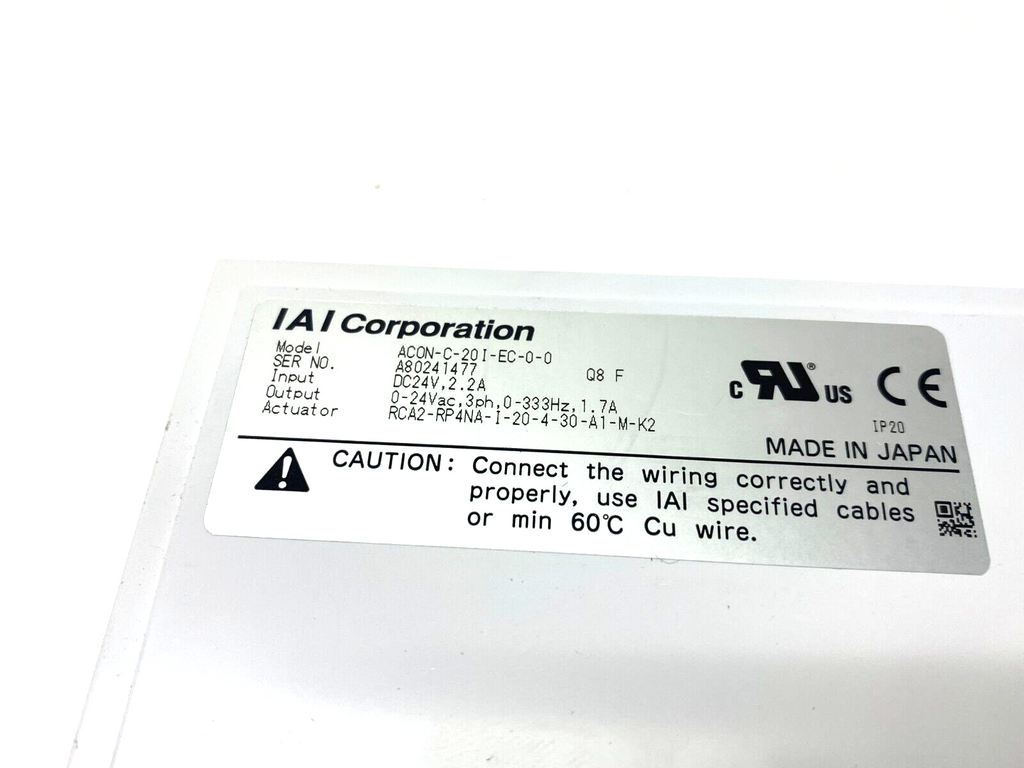 IAI Corporation
Model ACON-C-20I-EC-0-0
SER NO. A80241477 Q8 F
Input DC24V,2.2A
Output 0-24Vac,3ph,0-333Hz,1.7A
Actuator RCA2-RP4NA-I-20-4-30-A1-M-K2
C RU ® US CE
IP20
MADE IN JAPAN
CAUTION: Connect the wiring correctly and
properly, use IAI specified cables
or min 60℃ Cu wire.